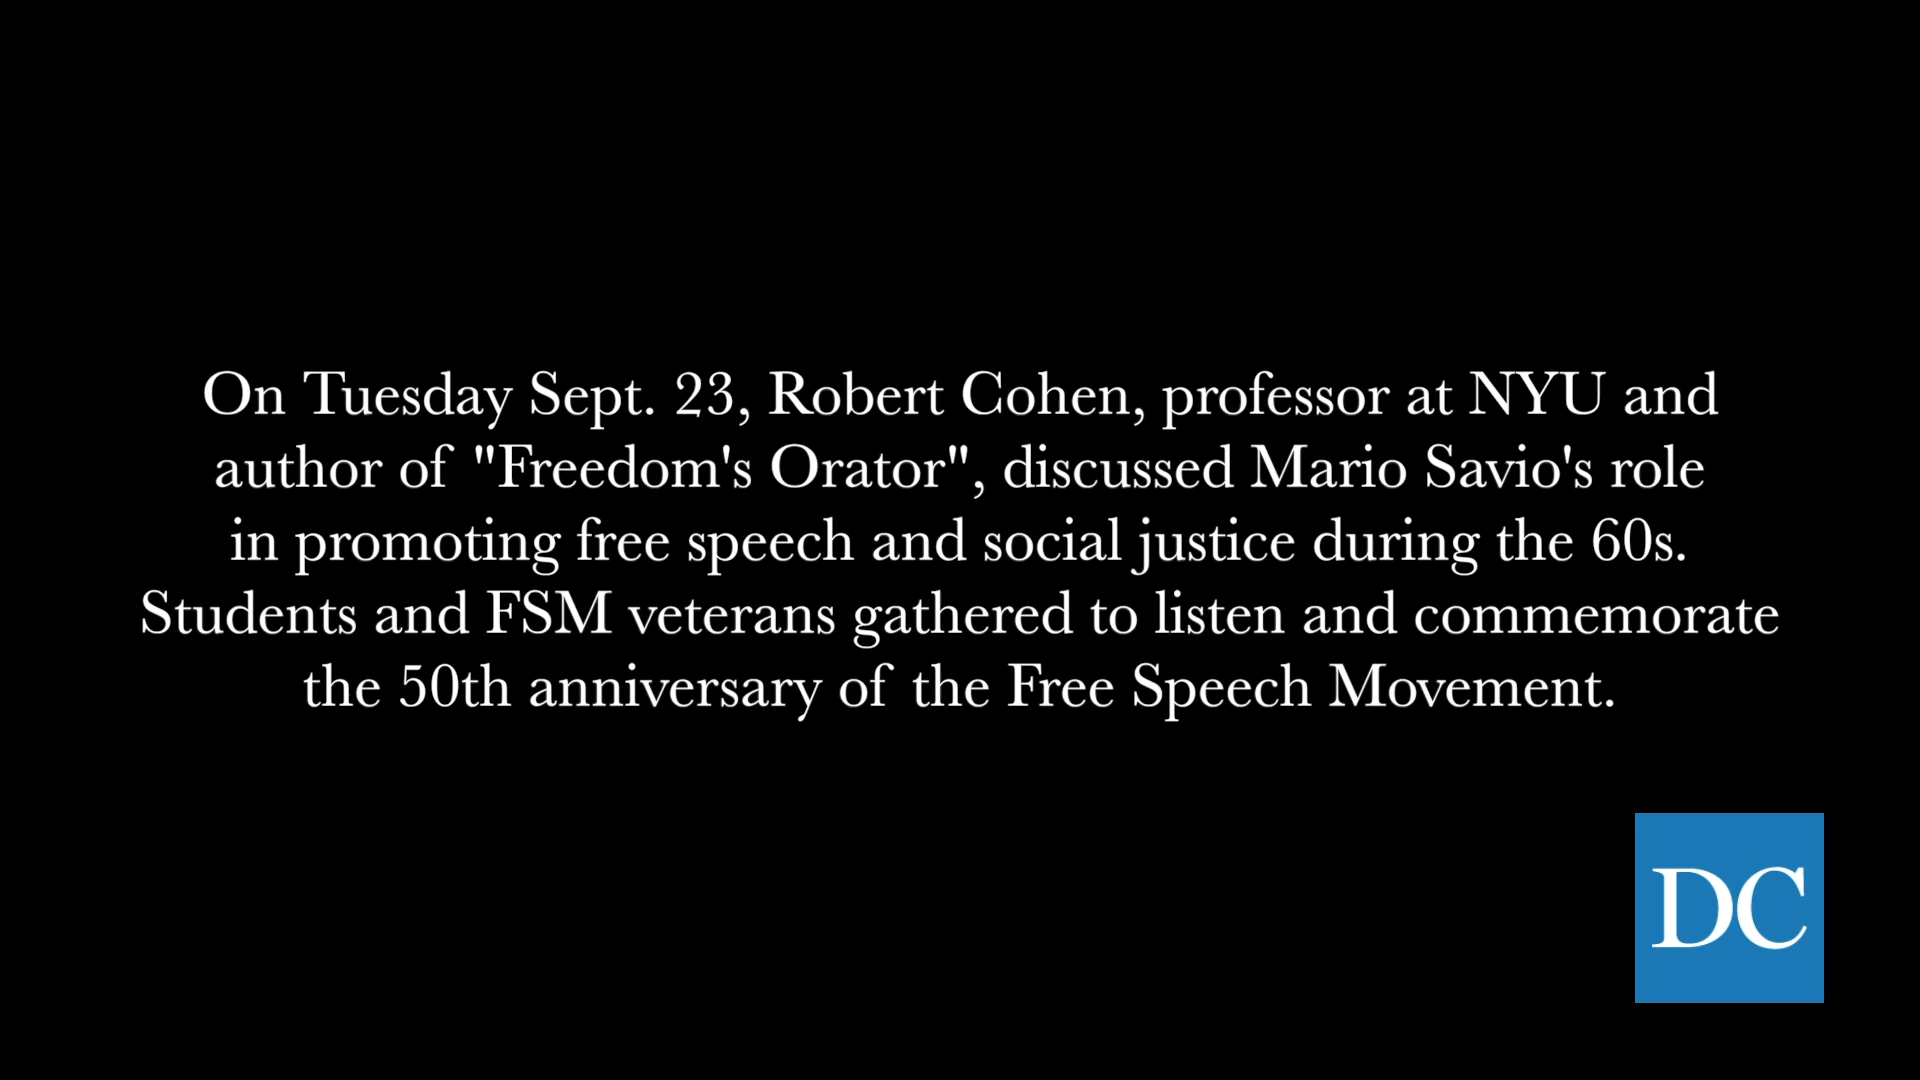 On Tuesday Sept. 23, Robert Cohen, professor at NYU and
author of "Freedom's Orator", discussed Mario Savio's role
in promoting free speech and social justice during the 60s.
Students and FSM veterans gathered to listen and commemorate
the 50th anniversary of the Free Speech Movement.
DC